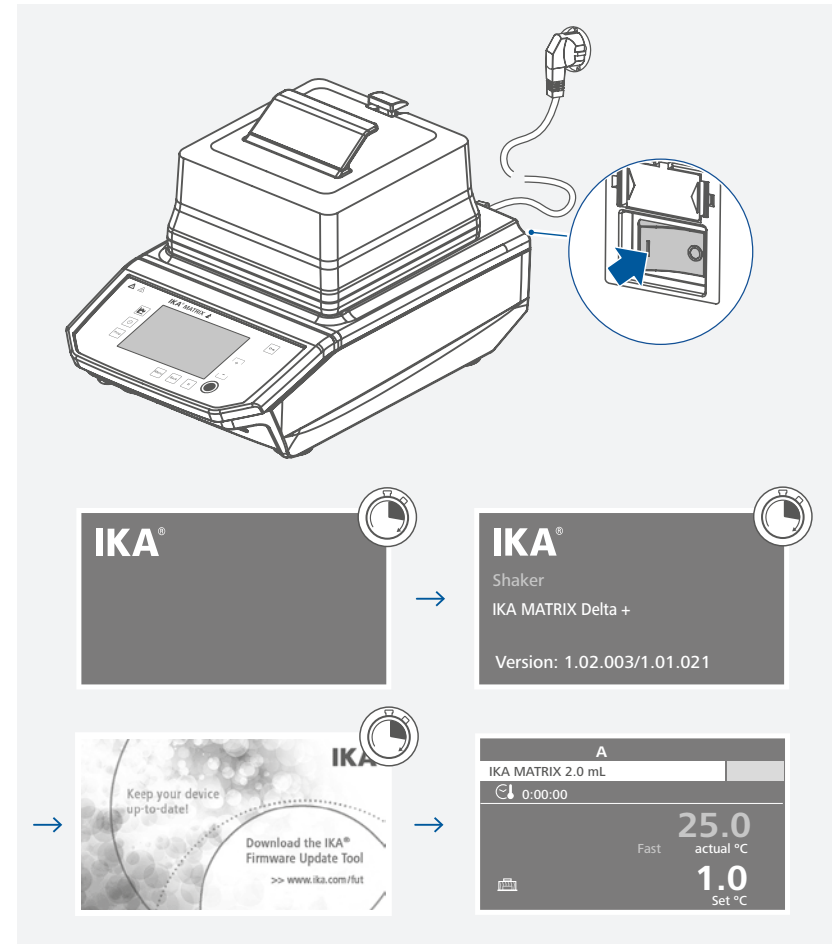 IKA MATRIX
IKA®
IKA®
Shaker
IKA MATRIX Delta +
Version: 1.02.003/1.01.021
IKA
Keep your device
up-to-date!
Download the IKA®
Firmware Update Tool
>> www.ika.com/fut
A
IKA MATRIX 2.0 mL
0:00:00
25.0
Fast actual °C
1.0
Set °C